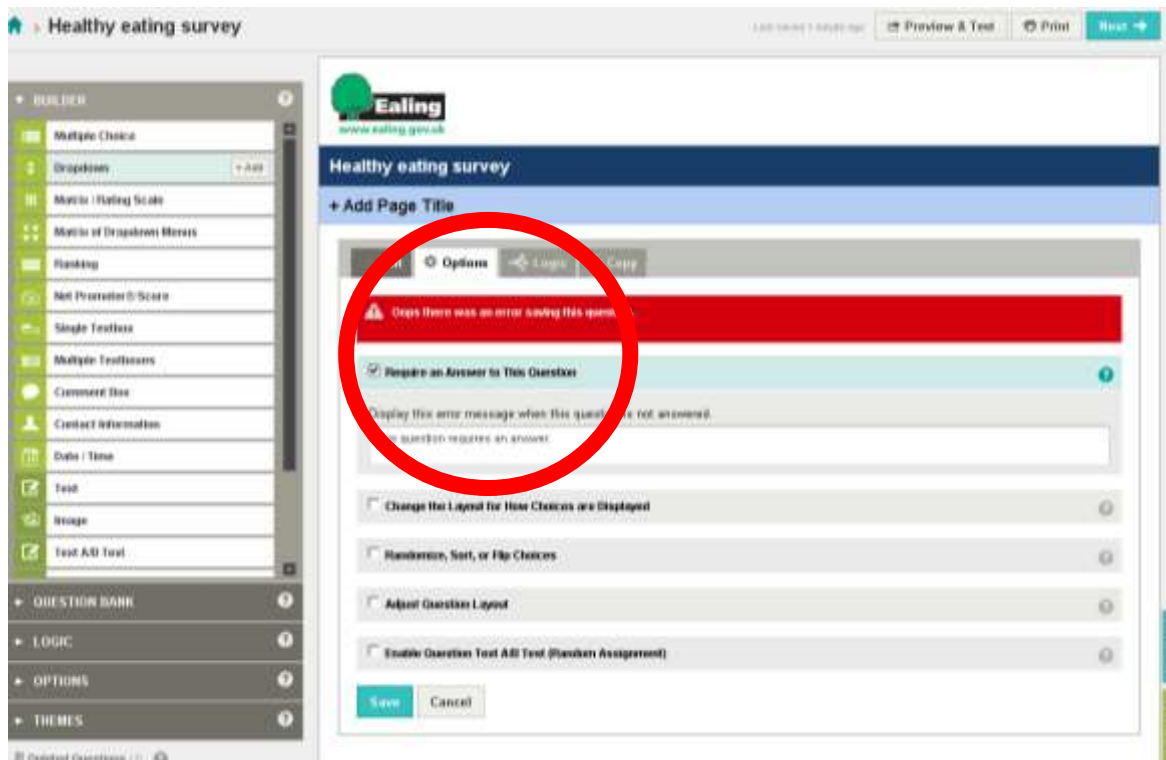 Healthy eating survey
Preview & Test
Print
Next
BUILDER
Multiple Choice
Dropdown
+ Add
Matrix / Rating Scale
Matrix of Dropdown Menus
Ranking
Net Promoter® Score
Single Textbox
Multiple Textboxes
Comment Box
Contact Information
Date / Time
Text
Image
Text A/B Test
QUESTION BANK
LOGIC
OPTIONS
THEMES
Ealing
www.ealing.gov.uk
Healthy eating survey
+ Add Page Title
Options
Logic
Copy
Oops there was an error saving this
Require an Answer to This Question
Display this error message when this question is not answered.
question requires an answer.
Change the Layout for How Choices are Displayed
Randomize, Sort, or Flip Choices
Adjust Question Layout
Enable Question Text A/B Test (Random Assignment)
Save
Cancel